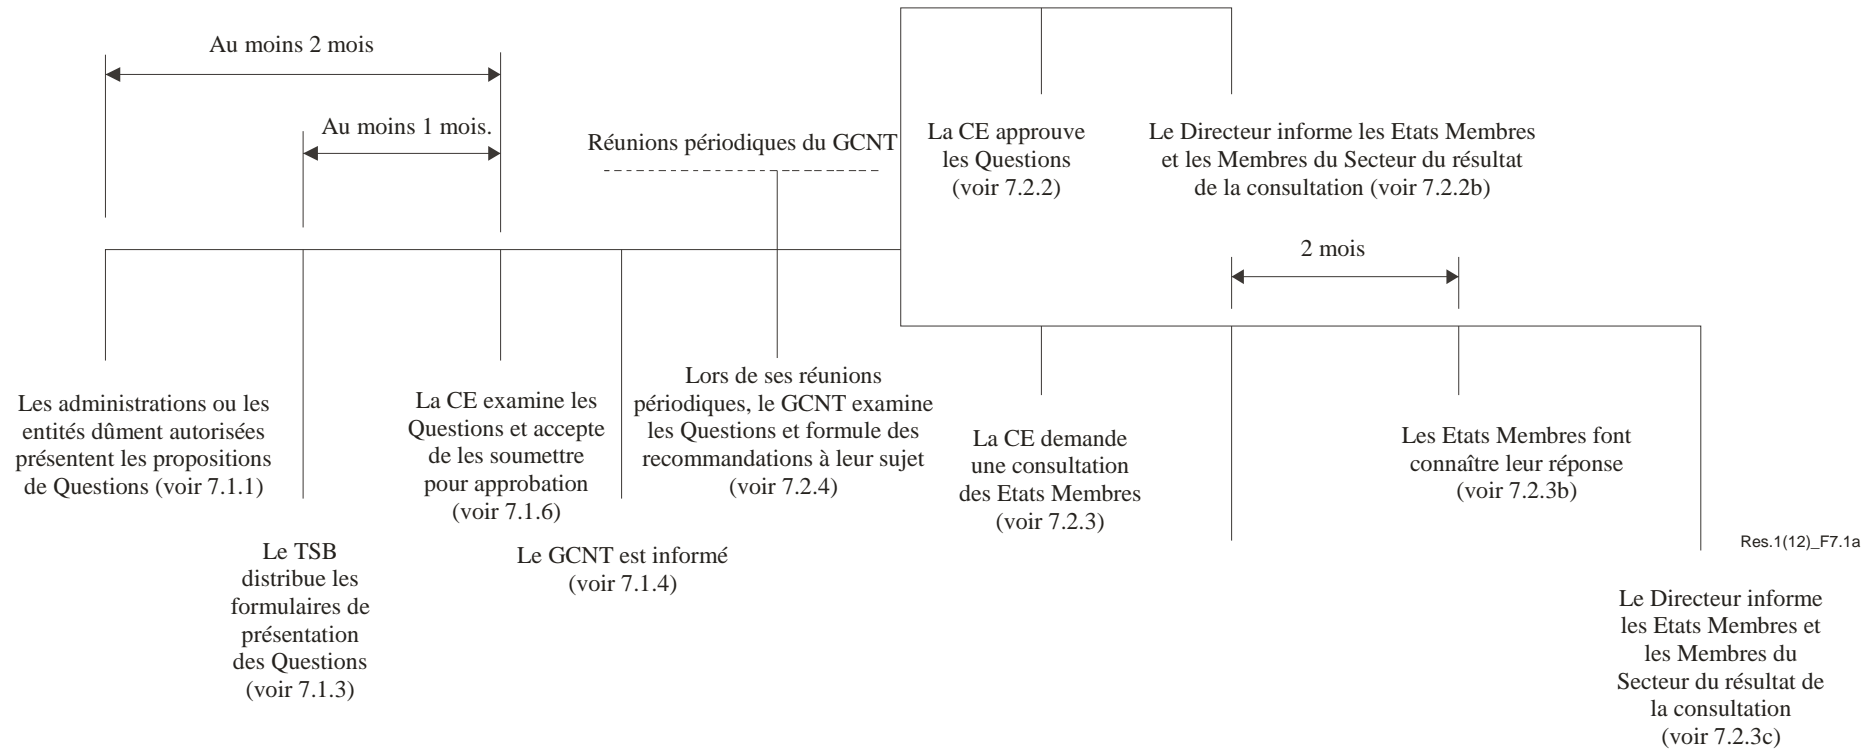 Au moins 2 mois
Au moins 1 mois.
Réunions périodiques du GCNT
La CE approuve
les Questions
(voir 7.2.2)
Le Directeur informe les Etats Membres
et les Membres du Secteur du résultat
de la consultation (voir 7.2.2b)
2 mois
Les administrations ou les
entités dûment autorisées
présentent les propositions
de Questions (voir 7.1.1)
Le TSB
distribue les
formulaires de
présentation
des Questions
(voir 7.1.3)
La CE examine les
Questions et accepte
de les soumettre
pour approbation
(voir 7.1.6)
Le GCNT est informé
(voir 7.1.4)
Lors de ses réunions
périodiques, le GCNT examine
les Questions et formule des
recommandations à leur sujet
(voir 7.2.4)
La CE demande
une consultation
des Etats Membres
(voir 7.2.3)
Les Etats Membres font
connaître leur réponse
(voir 7.2.3b)
Res.1(12)_F7.1a
Le Directeur informe
les Etats Membres et
les Membres du
Secteur du résultat de
la consultation
(voir 7.2.3c)